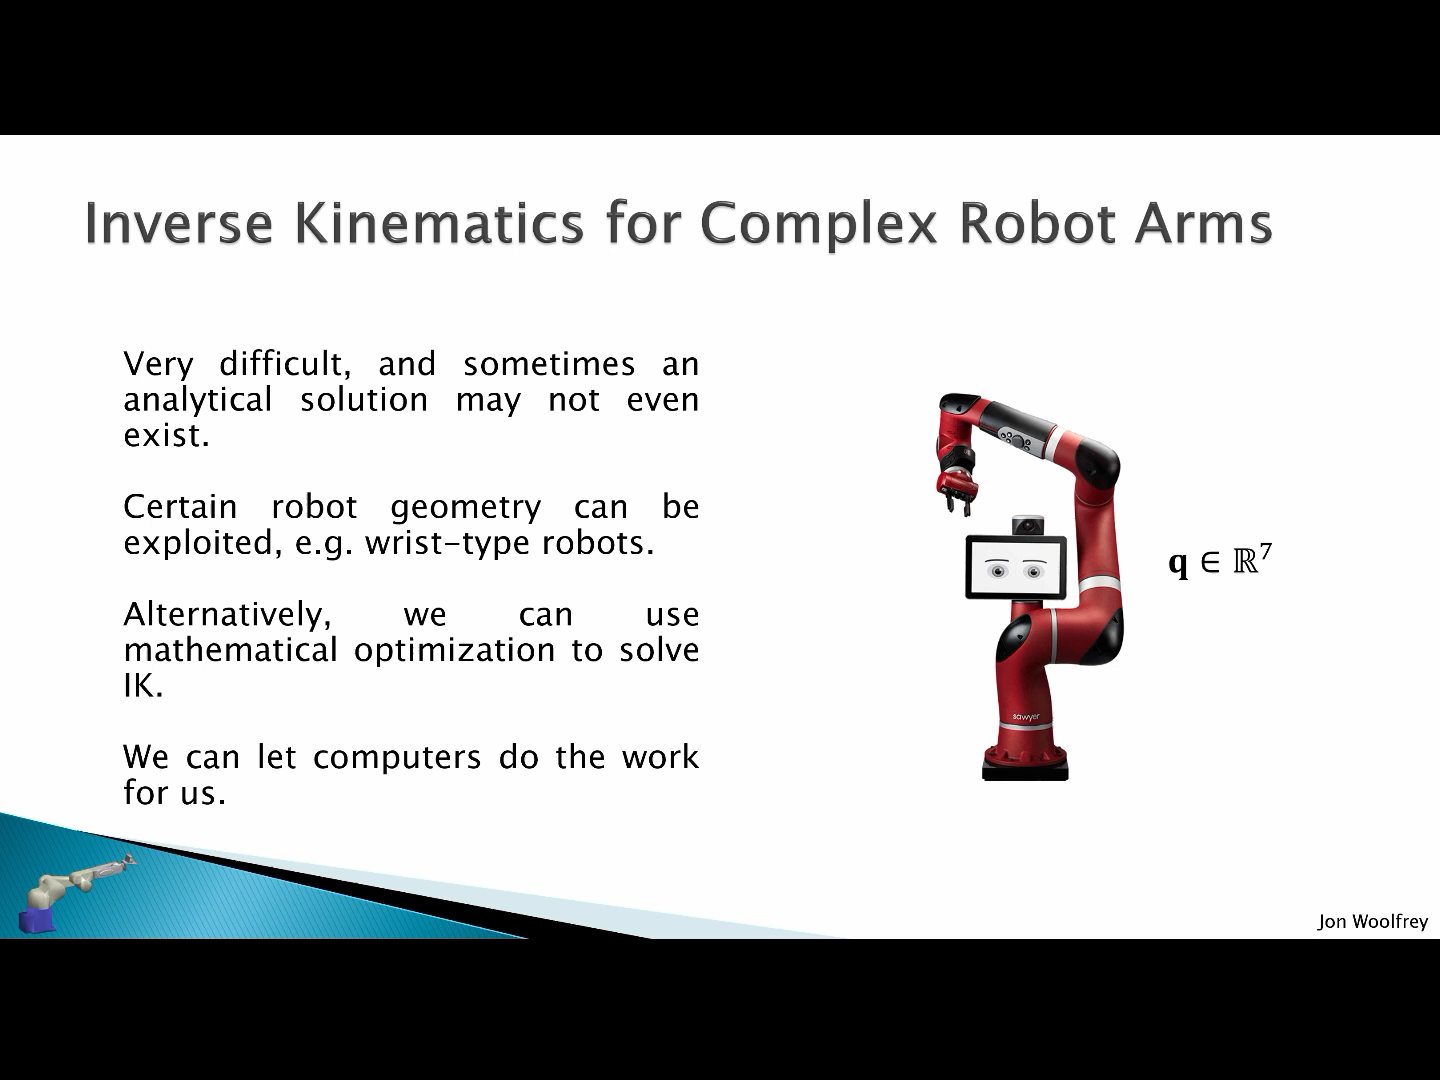 Inverse Kinematics for Complex Robot Arms
Very difficult, and sometimes an
analytical solution may not even
exist.
Certain robot geometry can be
exploited, e.g. wrist-type robots.
Alternatively, we can use
mathematical optimization to solve
IK.
We can let computers do the work
for us.
q ∈ ℝ⁷
sawyer
Jon Woolfrey